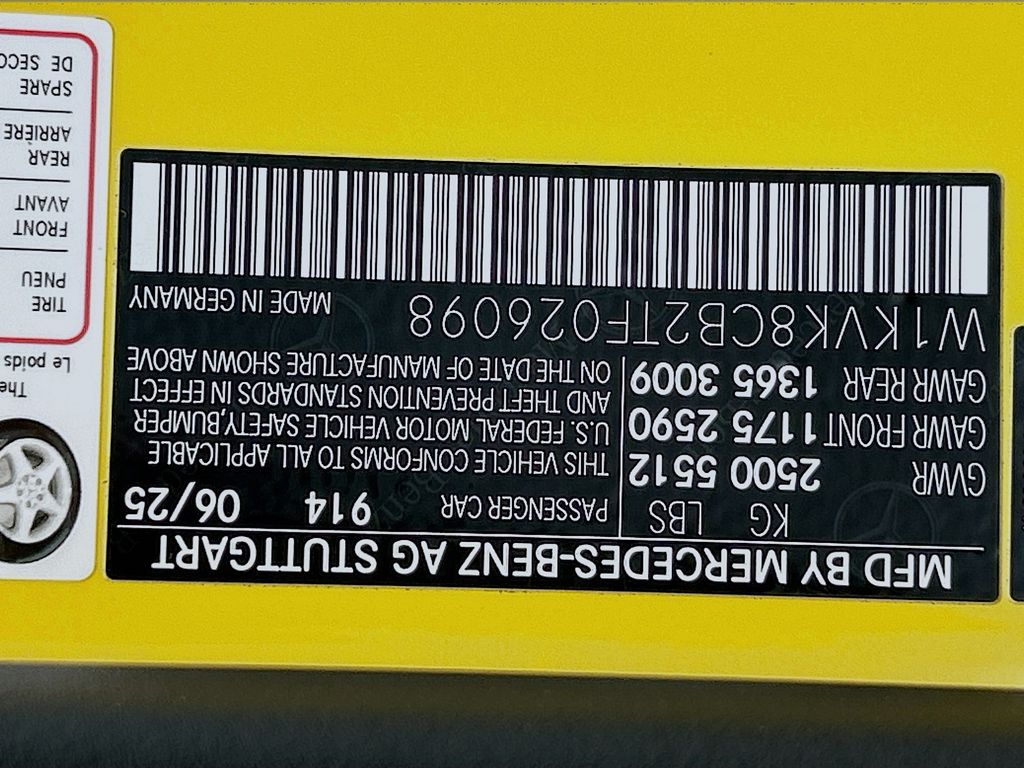 MFD BY MERCEDES-BENZ AG STUTTGART
KG LBS PASSENGER CAR 914 06/25
GVWR 2500 5512
GAWR FRONT 1175 2590
GAWR REAR 1365 3009
THIS VEHICLE CONFORMS TO ALL APPLICABLE
U.S. FEDERAL MOTOR VEHICLE SAFETY, BUMPER
AND THEFT PREVENTION STANDARDS IN EFFECT
ON THE DATE OF MANUFACTURE SHOWN ABOVE
W1KVK8CB2TF026098 MADE IN GERMANY
The
Le poids
TIRE
PNEU
FRONT
AVANT
REAR
ARRIÈRE
SPARE
DE SECO